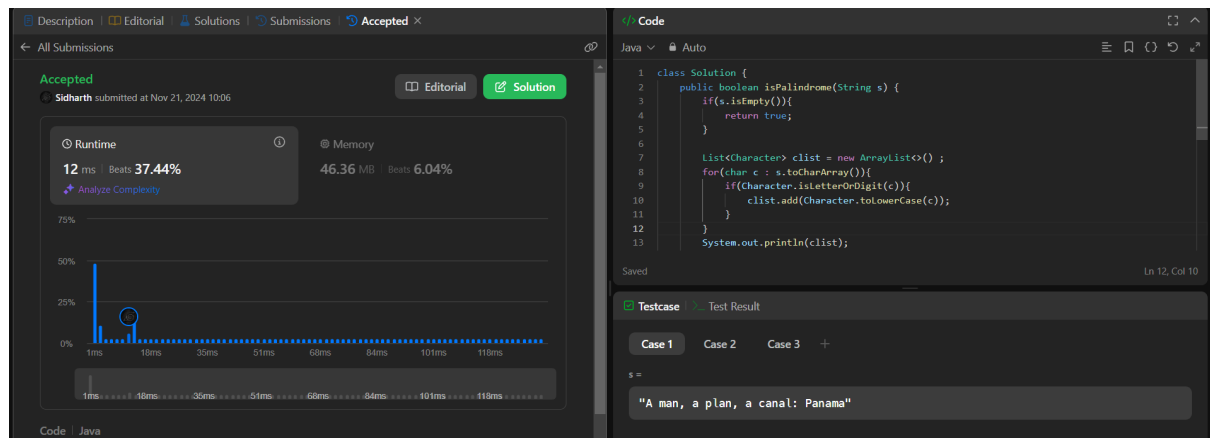 Description | Editorial | Solutions | Submissions | Accepted ×
← All Submissions
Accepted
Sidharth submitted at Nov 21, 2024 10:06
Editorial
Solution
Runtime
12 ms | Beats 37.44%
Analyze Complexity
Memory
46.36 MB | Beats 6.04%
75%
50%
25%
0%
1ms 18ms 35ms 51ms 68ms 84ms 101ms 118ms
1ms 18ms 35ms 51ms 68ms 84ms 101ms 118ms
Code | Java
</> Code
Java Auto
1 class Solution {
2 public boolean isPalindrome(String s) {
3 if(s.isEmpty()){
4 return true;
5 }
6
7 List<Character> clist = new ArrayList<>() ;
8 for(char c : s.toCharArray()){
9 if(Character.isLetterOrDigit(c)){
10 clist.add(Character.toLowerCase(c));
11 }
12 }
13 System.out.println(clist);
Saved
Ln 12, Col 10
Testcase | >_ Test Result
Case 1 Case 2 Case 3 +
s =
"A man, a plan, a canal: Panama"